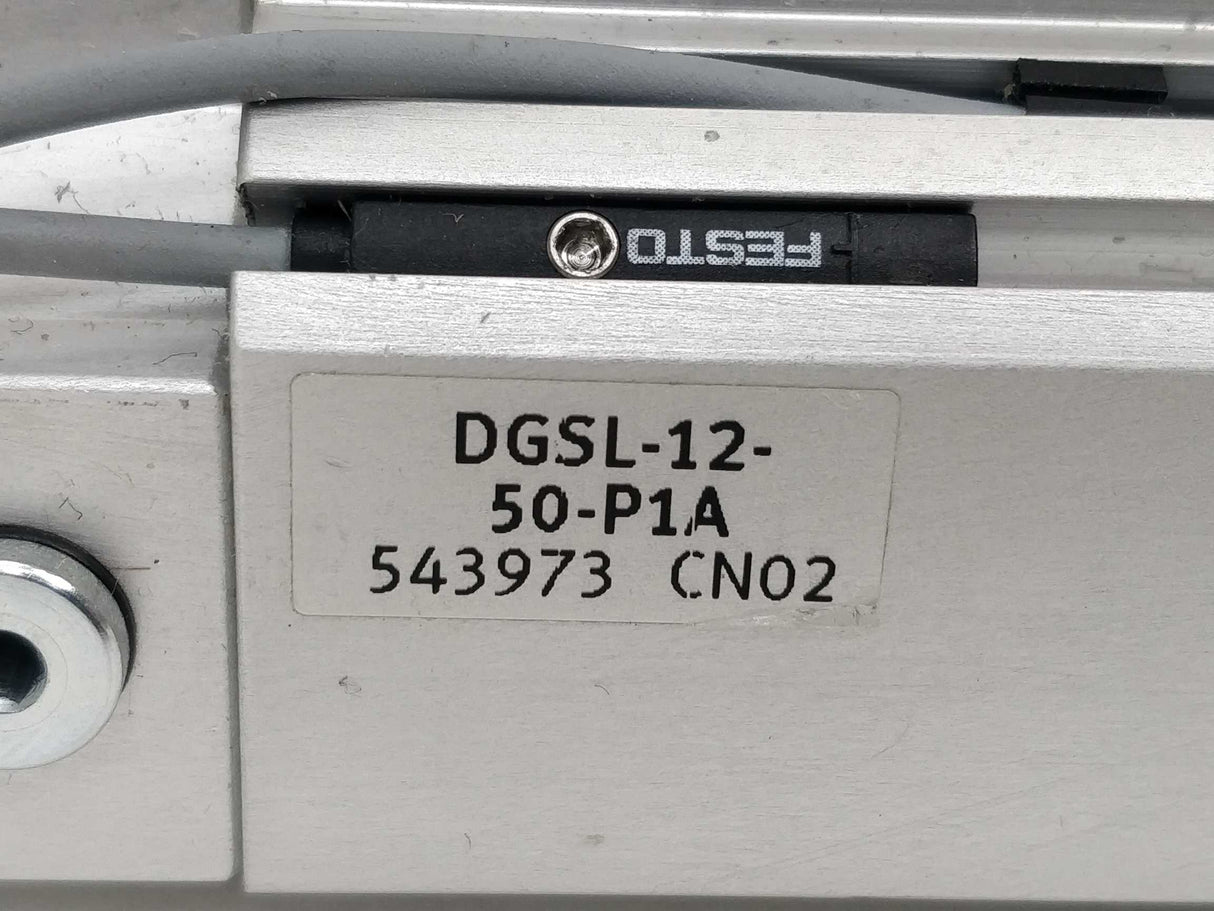 FESTO
DGSL-12-
50-P1A
543973 CN02